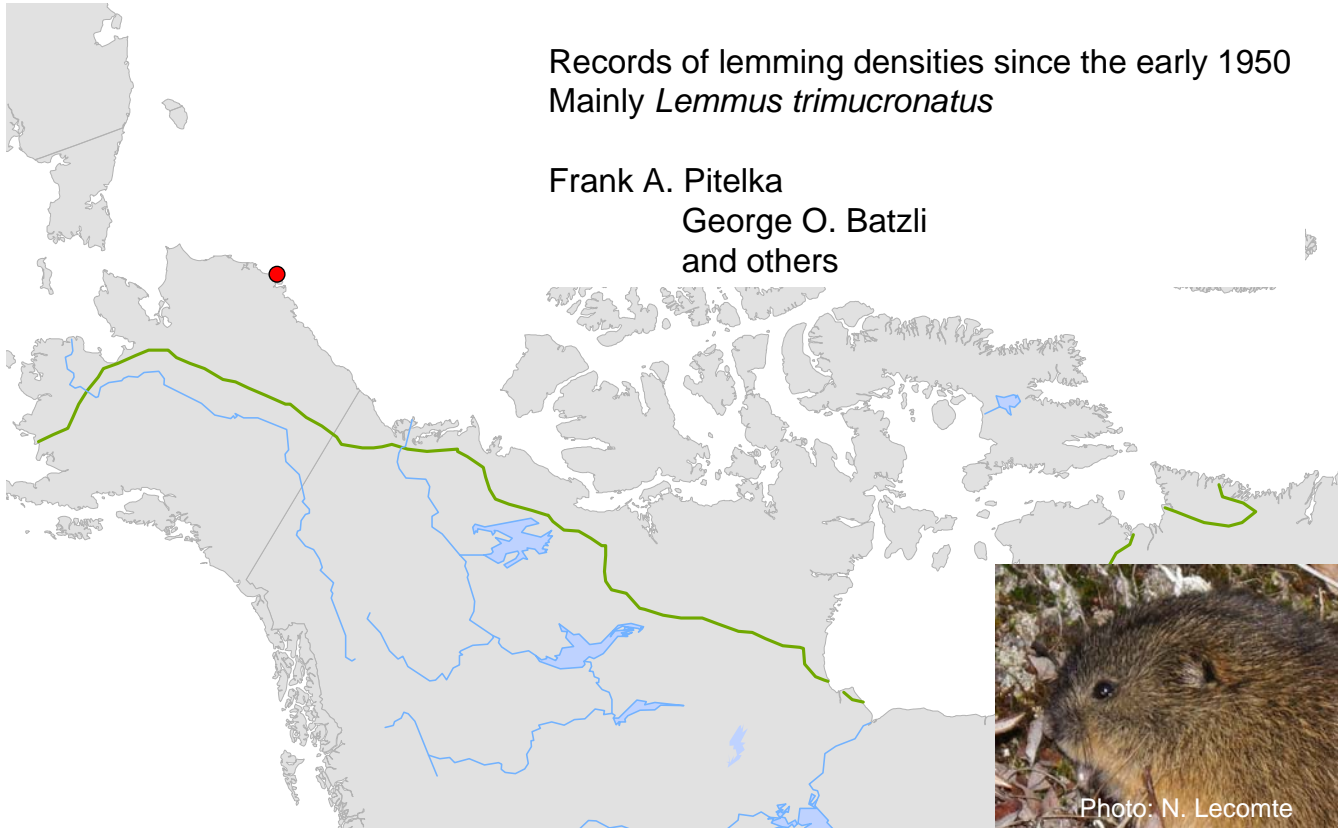 Records of lemming densities since the early 1950
Mainly Lemmus trimucronatus
Frank A. Pitelka
George O. Batzli
and others
Photo: N. Lecomte